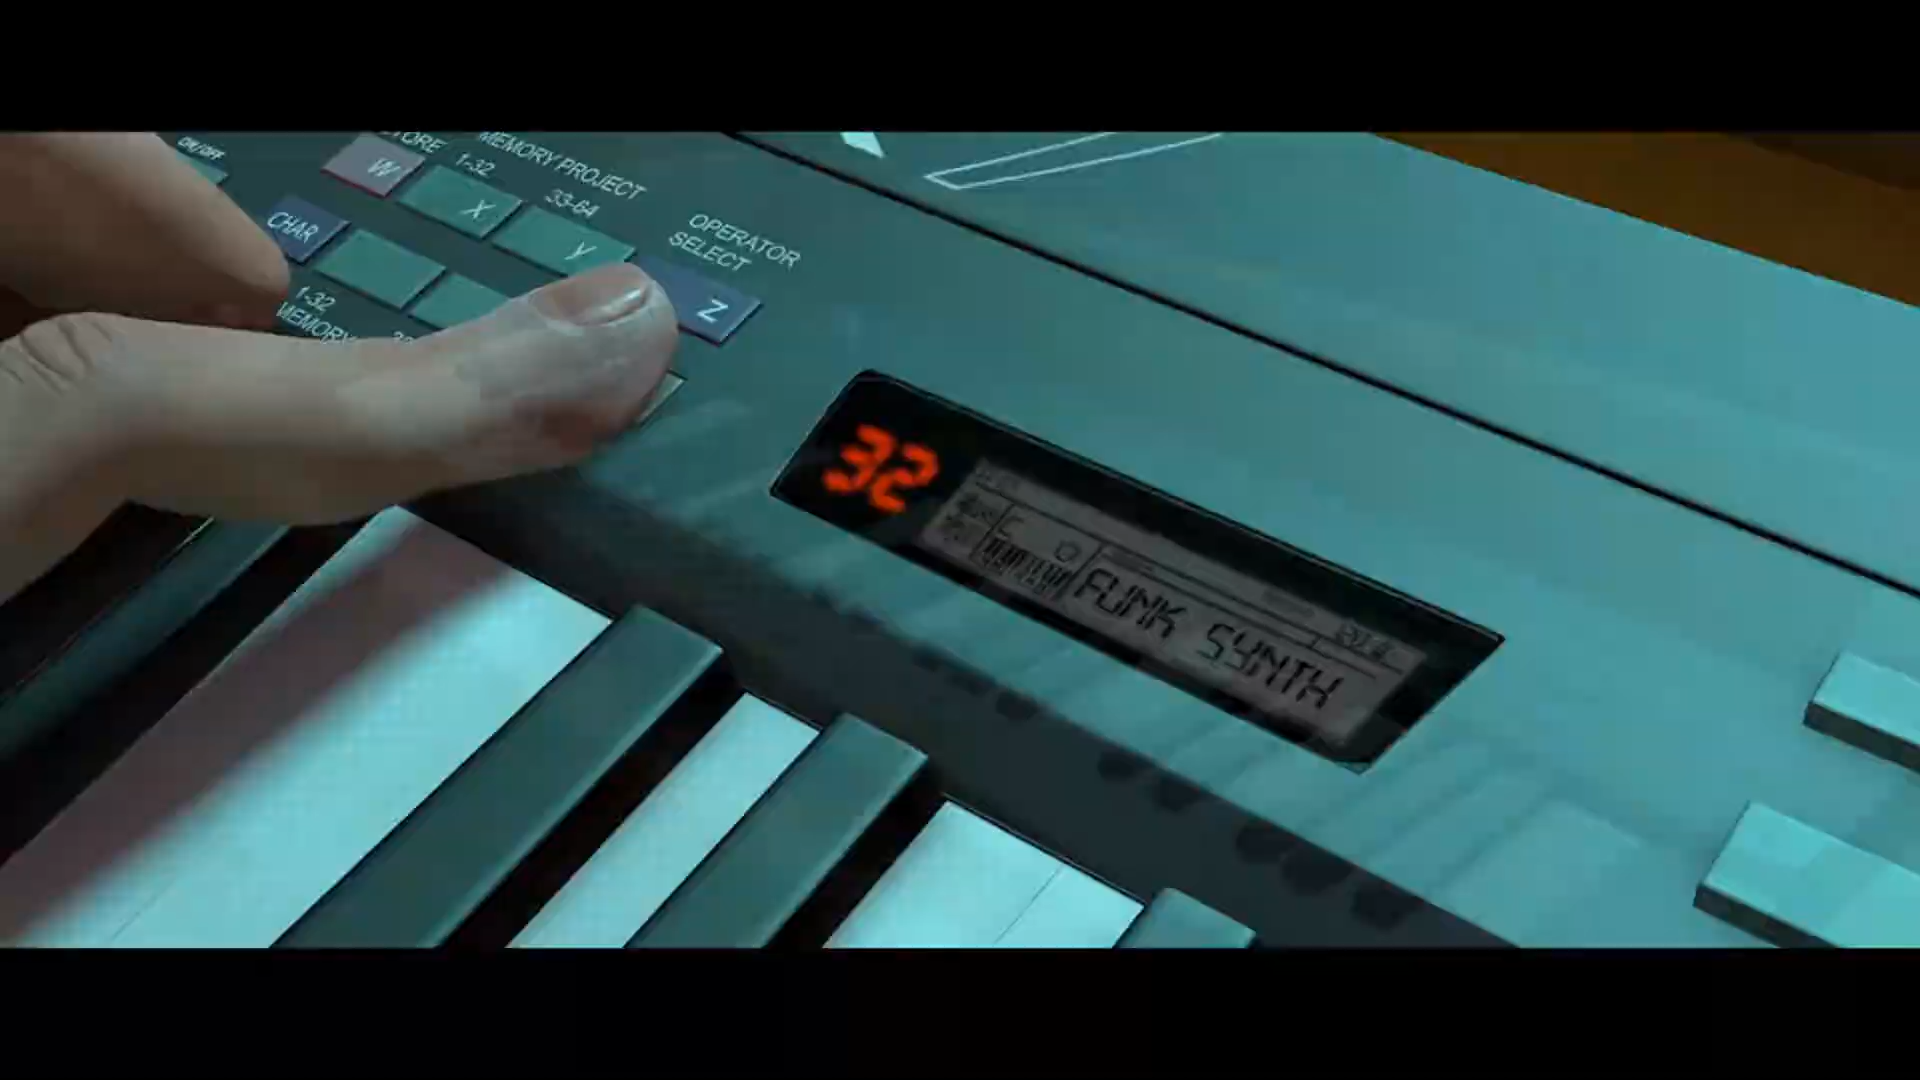 ON/OFF
STORE
MEMORY PROJECT
1-32
33-64
W
X
Y
OPERATOR
SELECT
Z
CHAR
1-32
MEMORY
32
C
FUNK SYNTH